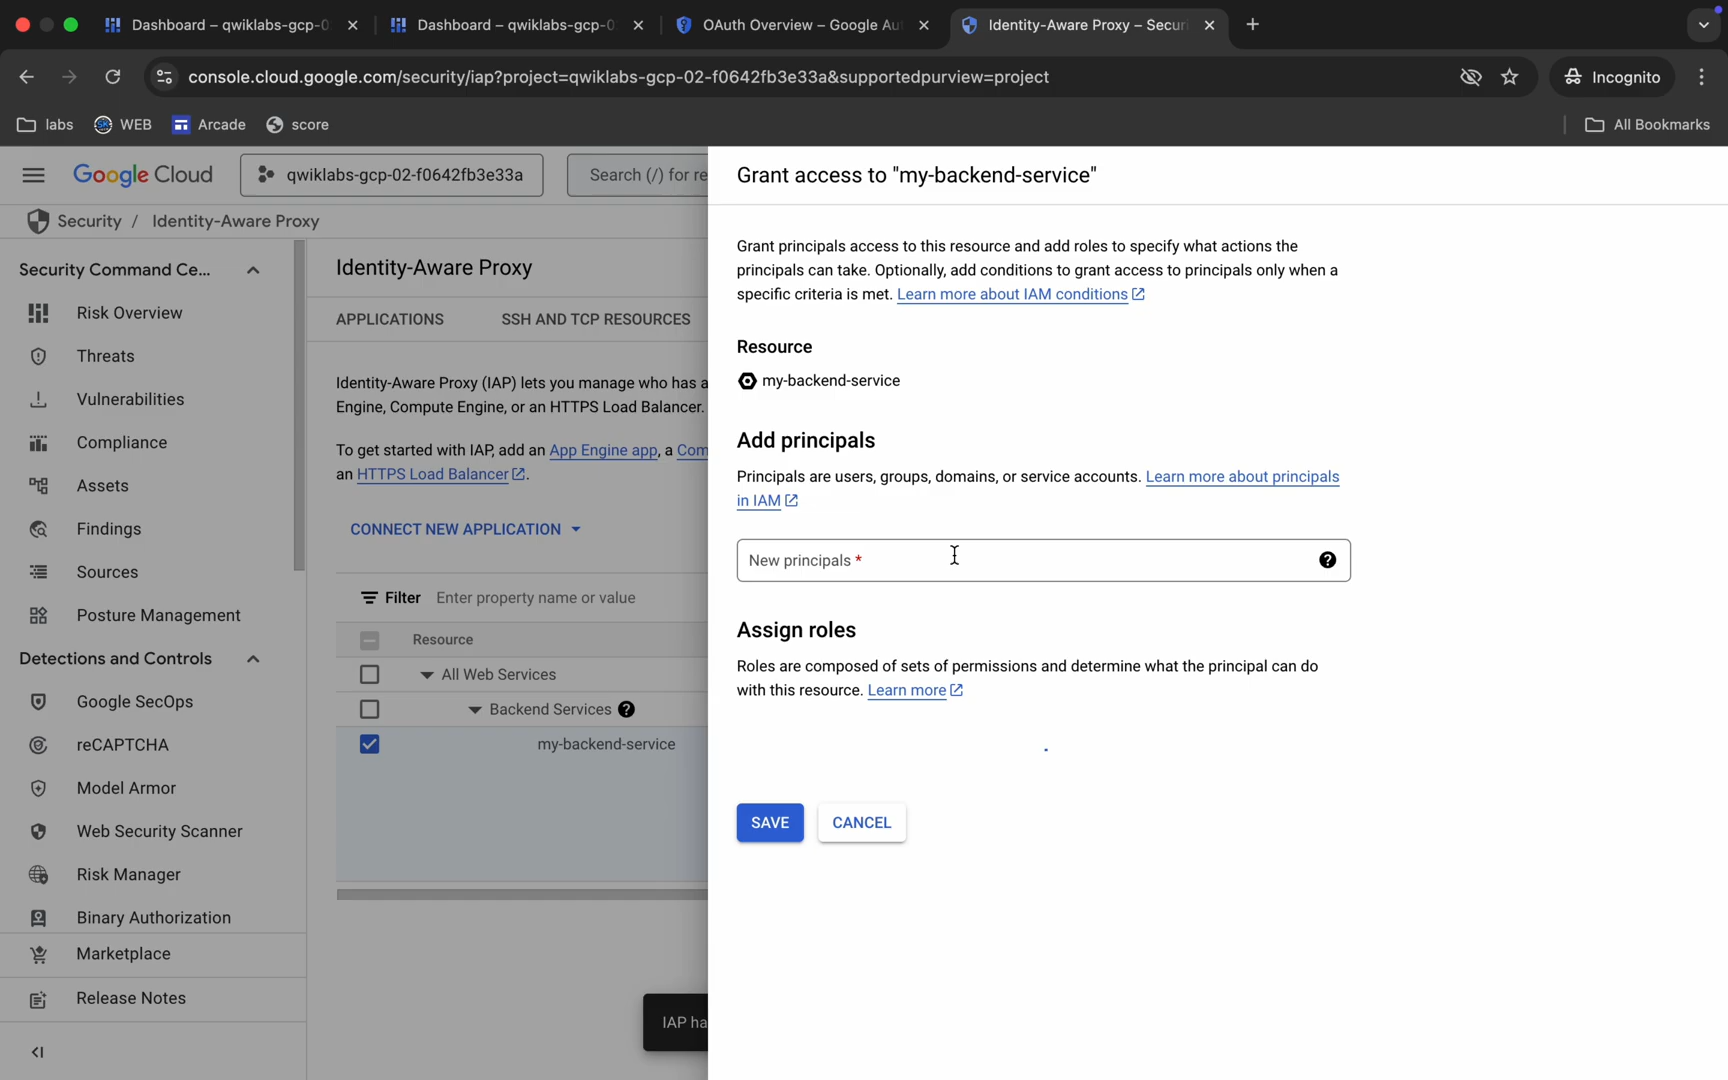 Dashboard – qwiklabs-gcp-0
Dashboard – qwiklabs-gcp-0
OAuth Overview – Google Au
Identity-Aware Proxy – Securi
console.cloud.google.com/security/iap?project=qwiklabs-gcp-02-f0642fb3e33a&supportedpurview=project
Incognito
labs
WEB
Arcade
score
All Bookmarks
Google Cloud
qwiklabs-gcp-02-f0642fb3e33a
Search (/) for re
Security / Identity-Aware Proxy
Security Command Ce...
Risk Overview
Threats
Vulnerabilities
Compliance
Assets
Findings
Sources
Posture Management
Detections and Controls
Google SecOps
reCAPTCHA
Model Armor
Web Security Scanner
Risk Manager
Binary Authorization
Marketplace
Release Notes
Identity-Aware Proxy
APPLICATIONS
SSH AND TCP RESOURCES
Identity-Aware Proxy (IAP) lets you manage who has a
Engine, Compute Engine, or an HTTPS Load Balancer.
To get started with IAP, add an App Engine app, a Com
an HTTPS Load Balancer.
CONNECT NEW APPLICATION
Filter Enter property name or value
Resource
All Web Services
Backend Services
my-backend-service
IAP ha
Grant access to "my-backend-service"
Grant principals access to this resource and add roles to specify what actions the
principals can take. Optionally, add conditions to grant access to principals only when a
specific criteria is met. Learn more about IAM conditions
Resource
my-backend-service
Add principals
Principals are users, groups, domains, or service accounts. Learn more about principals
in IAM
New principals *
Assign roles
Roles are composed of sets of permissions and determine what the principal can do
with this resource. Learn more
SAVE
CANCEL